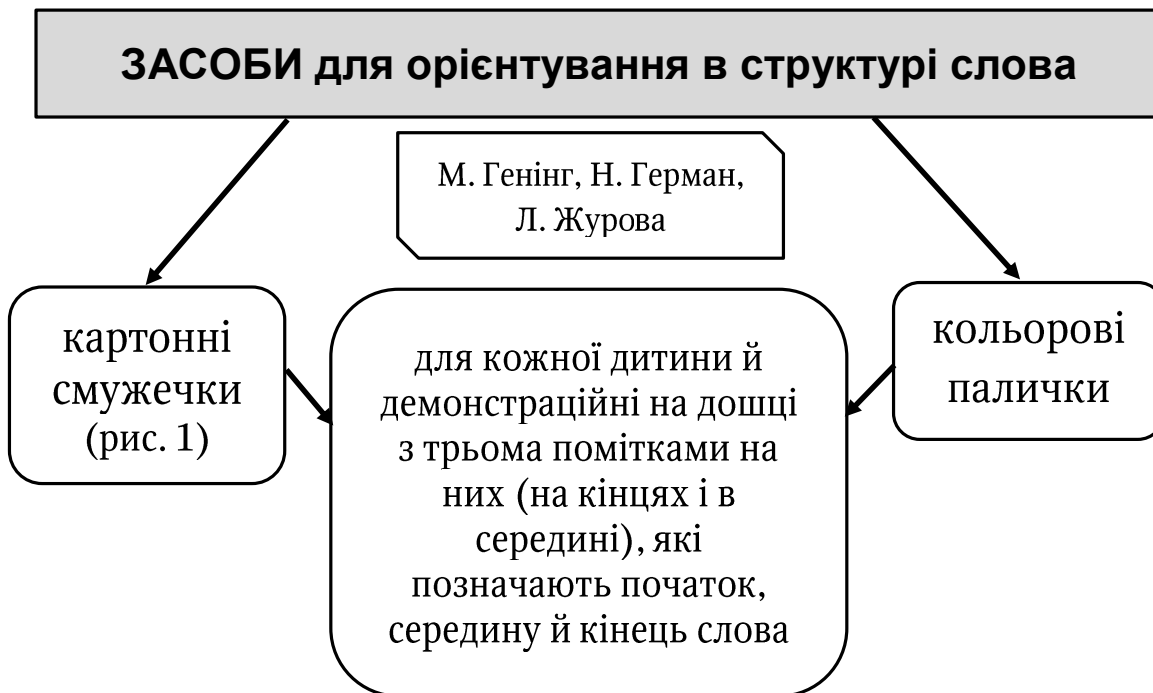 ЗАСОБИ для орієнтування в структурі слова
М. Генінг, Н. Герман,
Л. Журова
картонні
смужечки
(рис. 1)
для кожної дитини й
демонстраційні на дошці
з трьома помітками на
них (на кінцях і в
середині), які
позначають початок,
середину й кінець слова
кольорові
палички